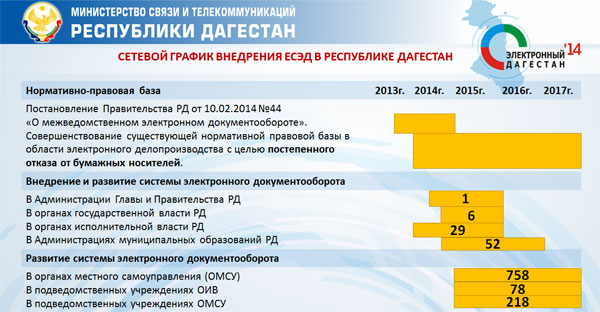 МИНИСТЕРСТВО СВЯЗИ И ТЕЛЕКОММУНИКАЦИЙ
РЕСПУБЛИКИ ДАГЕСТАН
СЕТЕВОЙ ГРАФИК ВНЕДРЕНИЯ ЕСЭД В РЕСПУБЛИКЕ ДАГЕСТАН
ЭЛЕКТРОННЫЙ
ДАГЕСТАН
'14
Нормативно-правовая база 2013г. 2014г. 2015г. 2016г. 2017г.
Постановление Правительства РД от 10.02.2014 №44
«О межведомственном электронном документообороте».
Совершенствование существующей нормативной правовой базы в
области электронного делопроизводства с целью постепенного
отказа от бумажных носителей.
Внедрение и развитие системы электронного документооборота
В Администрации Главы и Правительства РД 1
В органах государственной власти РД 6
В органах исполнительной власти РД 29
В Администрациях муниципальных образований РД 52
Развитие системы электронного документооборота
В органах местного самоуправления (ОМСУ) 758
В подведомственных учреждениях ОИВ 78
В подведомственных учреждениях ОМСУ 218